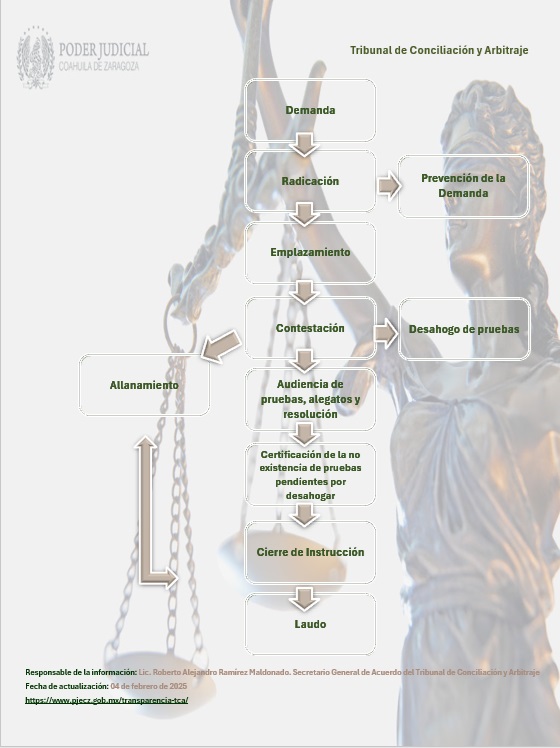 PODER JUDICIAL
COAHUILA DE ZARAGOZA
Tribunal de Conciliación y Arbitraje
Demanda
Radicación
Prevención de la
Demanda
Emplazamiento
Contestación
Desahogo de pruebas
Allanamiento
Audiencia de
pruebas, alegatos y
resolución
Certificación de la no
existencia de pruebas
pendientes por
desahogar
Cierre de Instrucción
Laudo
Responsable de la información: Lic. Roberto Alejandro Ramírez Maldonado. Secretario General de Acuerdo del Tribunal de Conciliación y Arbitraje
Fecha de actualización: 04 de febrero de 2025
https://www.pjecz.gob.mx/transparencia-tca/